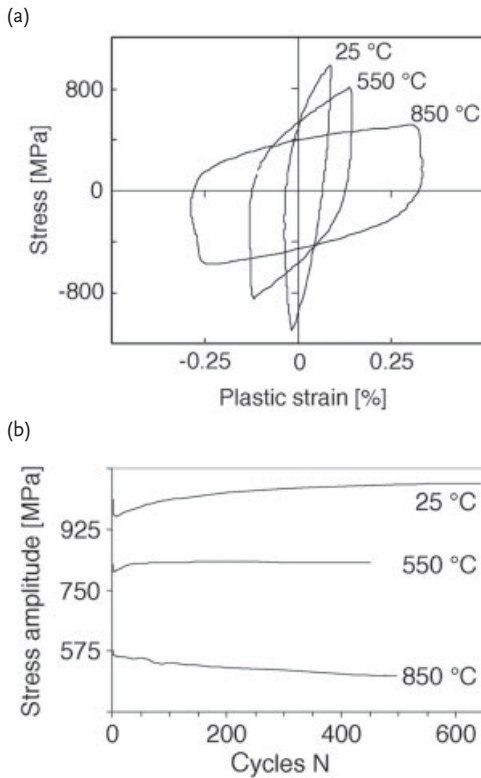 (a)
25 °C
550 °C
850 °C
800
0
-800
Stress [MPa]
-0.25
0
0.25
Plastic strain [%]
(b)
925
750
575
Stress amplitude [MPa]
25 °C
550 °C
850 °C
0
200
400
600
Cycles N